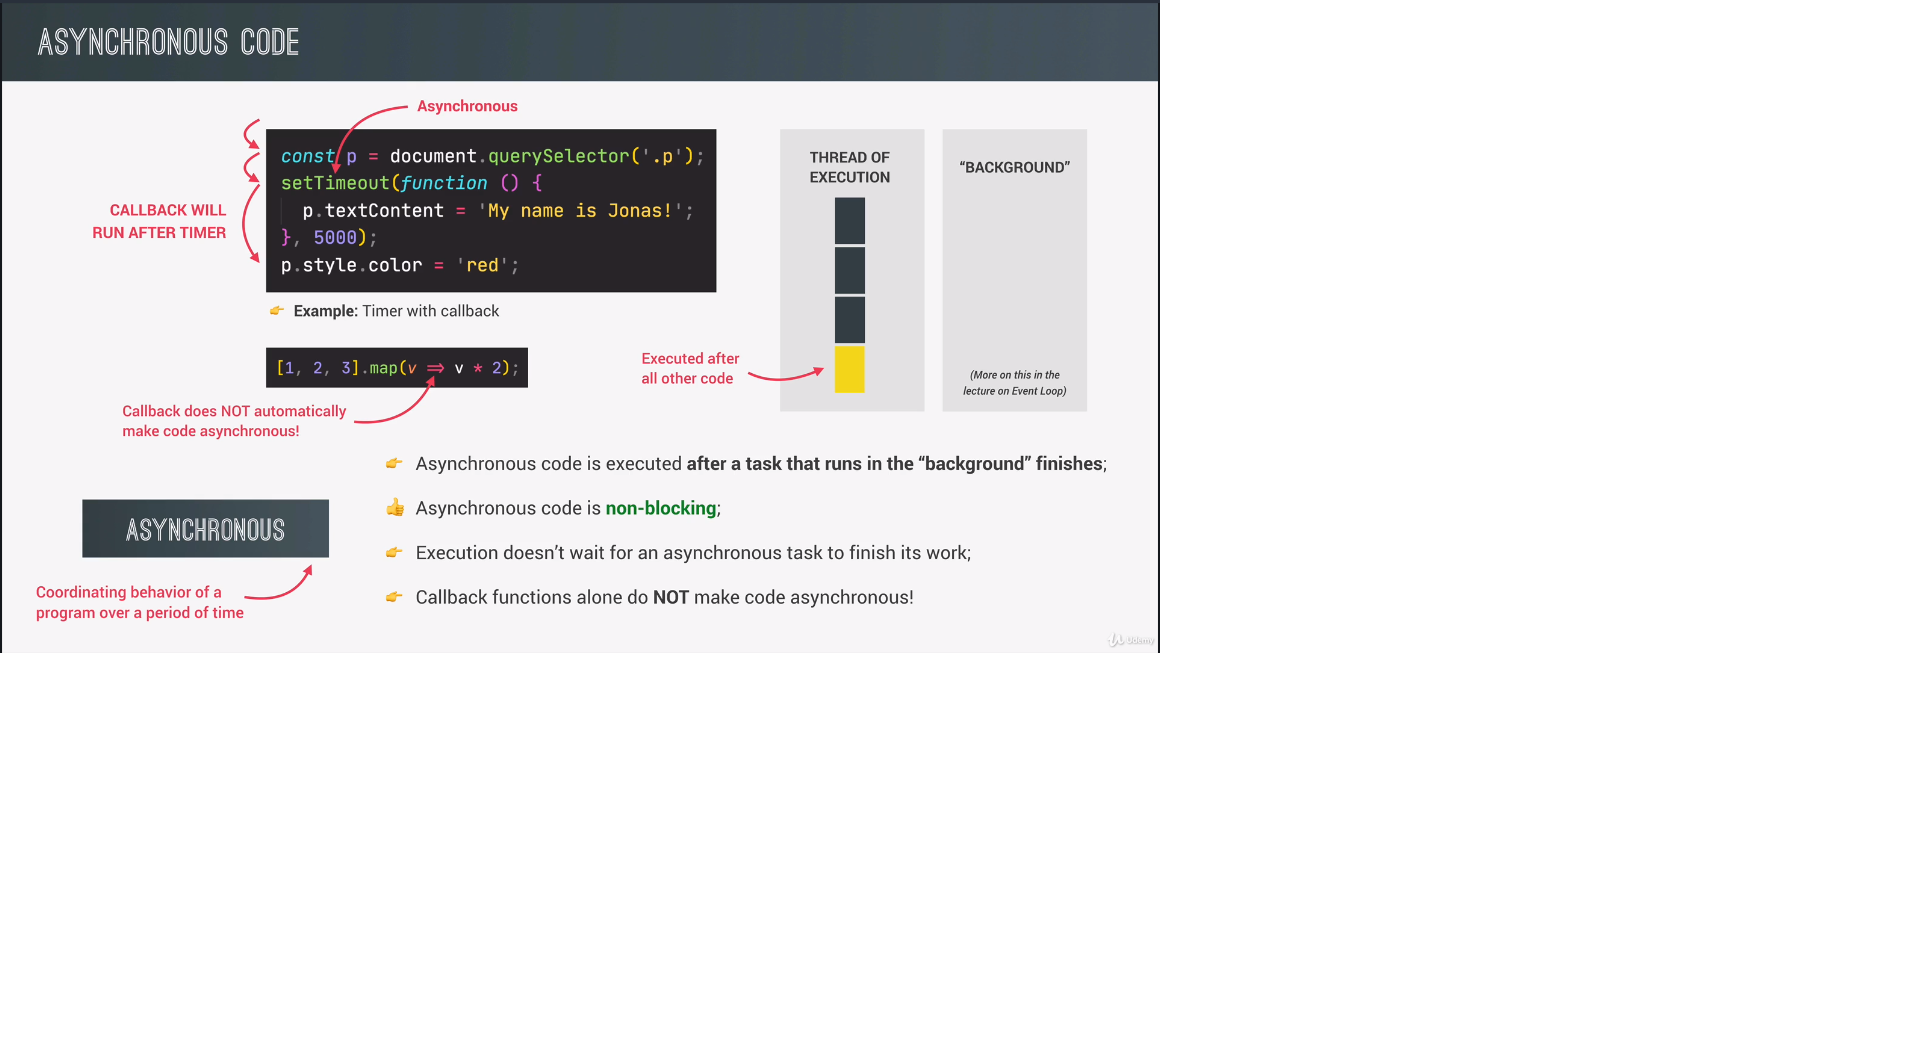 ASYNCHRONOUS CODE
Asynchronous
const p = document.querySelector('.p');
setTimeout(function () {
p.textContent = 'My name is Jonas!';
}, 5000);
p.style.color = 'red';
CALLBACK WILL
RUN AFTER TIMER
👉 Example: Timer with callback
[1, 2, 3].map(v => v * 2);
Callback does NOT automatically
make code asynchronous!
THREAD OF
EXECUTION
Executed after
all other code
“BACKGROUND”
(More on this in the
lecture on Event Loop)
👉 Asynchronous code is executed after a task that runs in the “background” finishes;
👍 Asynchronous code is non-blocking;
👉 Execution doesn’t wait for an asynchronous task to finish its work;
👉 Callback functions alone do NOT make code asynchronous!
ASYNCHRONOUS
Coordinating behavior of a
program over a period of time
Udemy